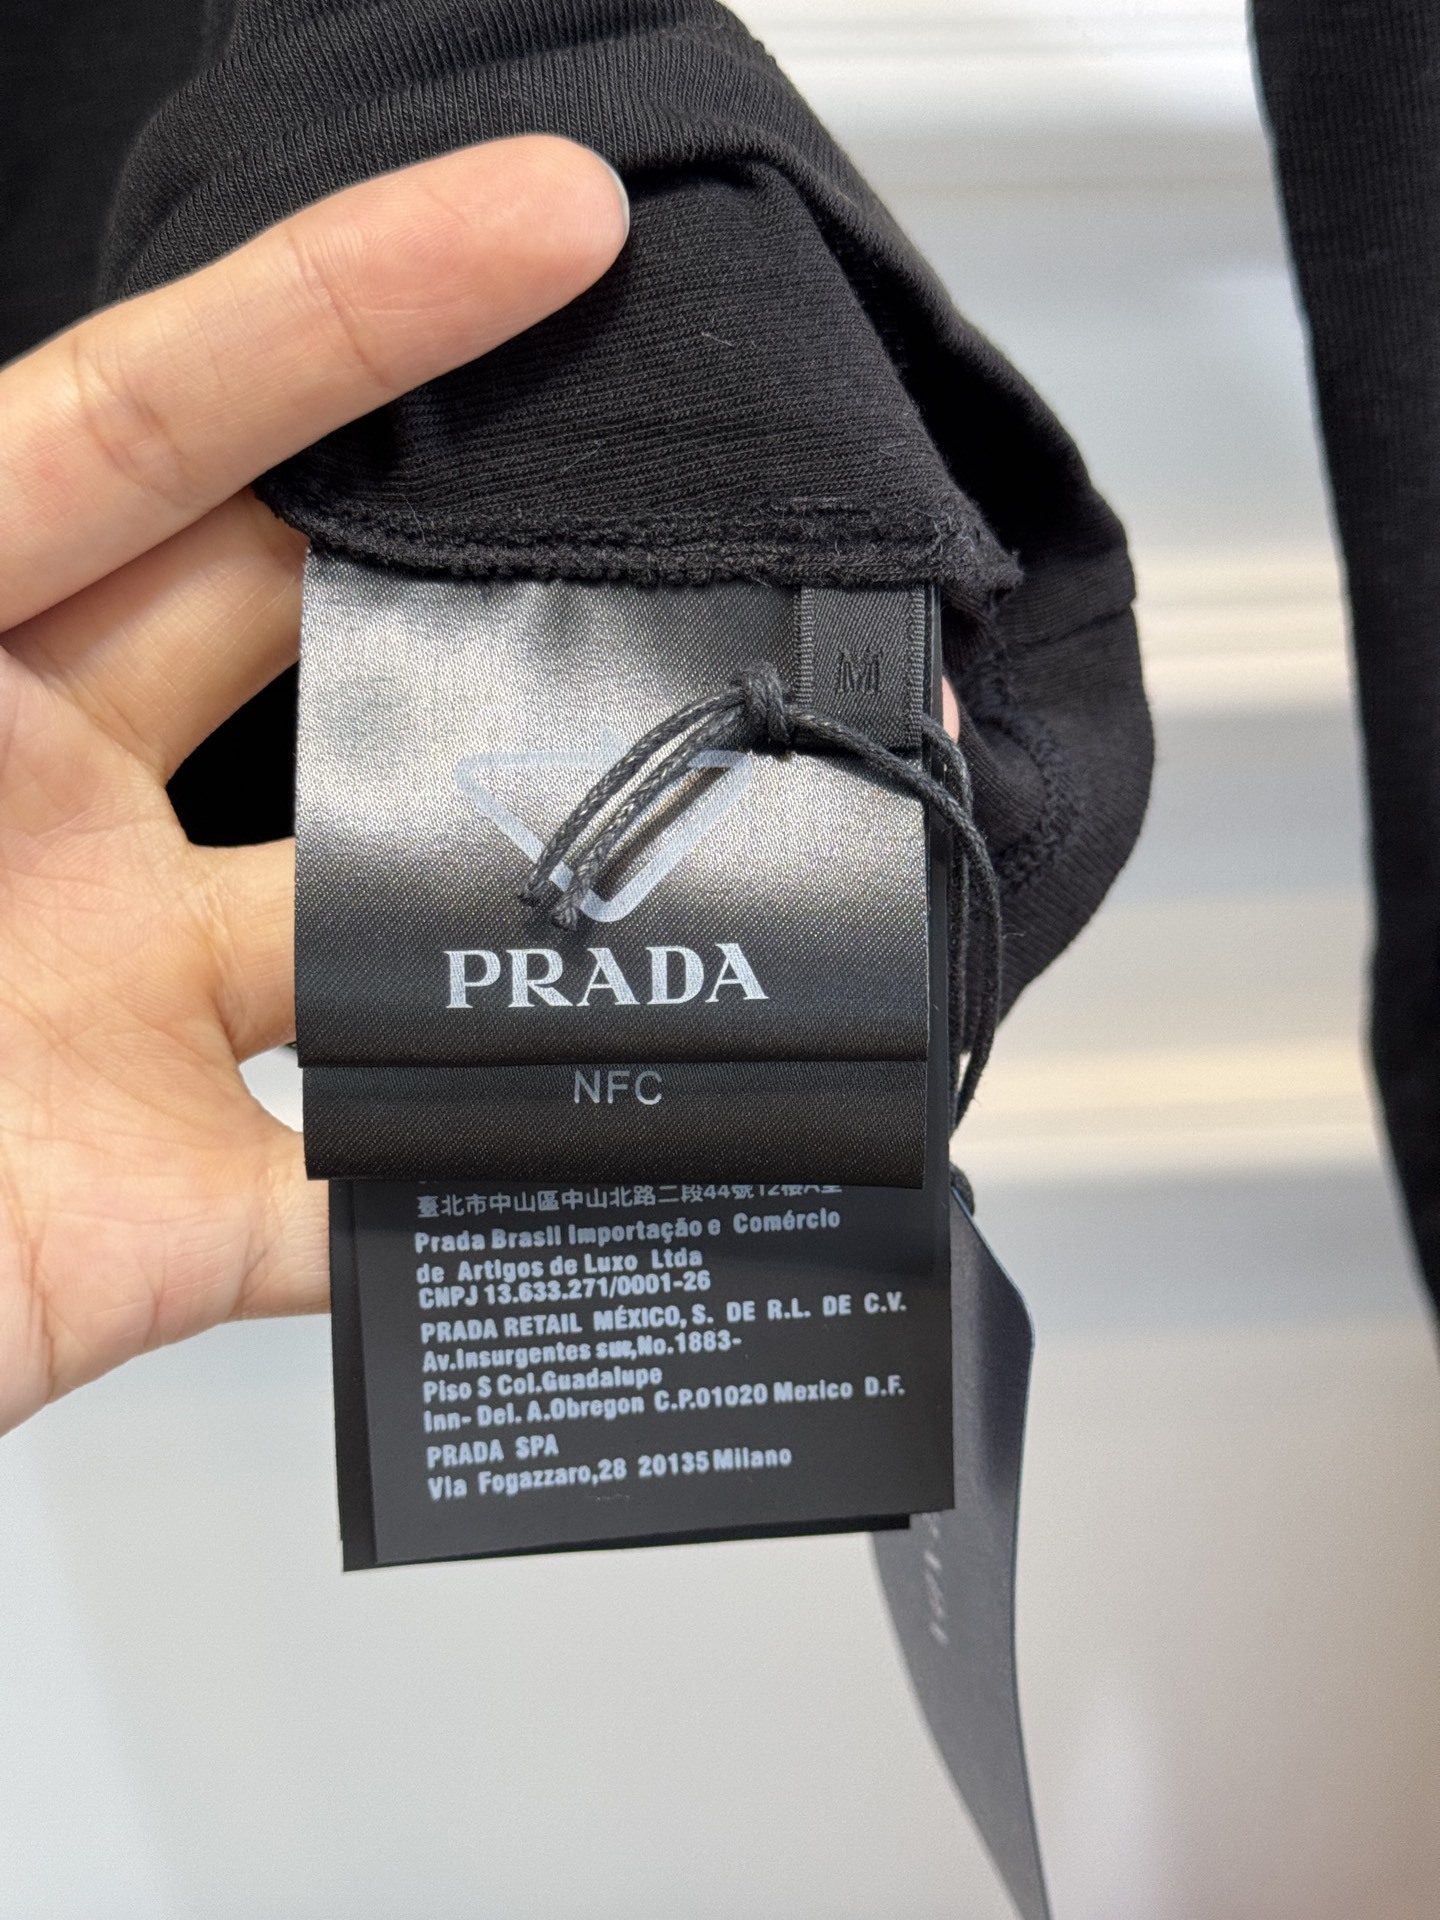 M
PRADA
NFC
臺北市中山區中山北路二段44號12樓A室
Prada Brasil Importação e Comércio
de Artigos de Luxo Ltda
CNPJ 13.633.271/0001-26
PRADA RETAIL MÉXICO, S. DE R.L. DE C.V.
Av.Insurgentes sur,No.1883-
Piso S Col.Guadalupe
Inn- Del. A.Obregon C.P.01020 Mexico D.F.
PRADA SPA
Via Fogazzaro,28 20135 Milano